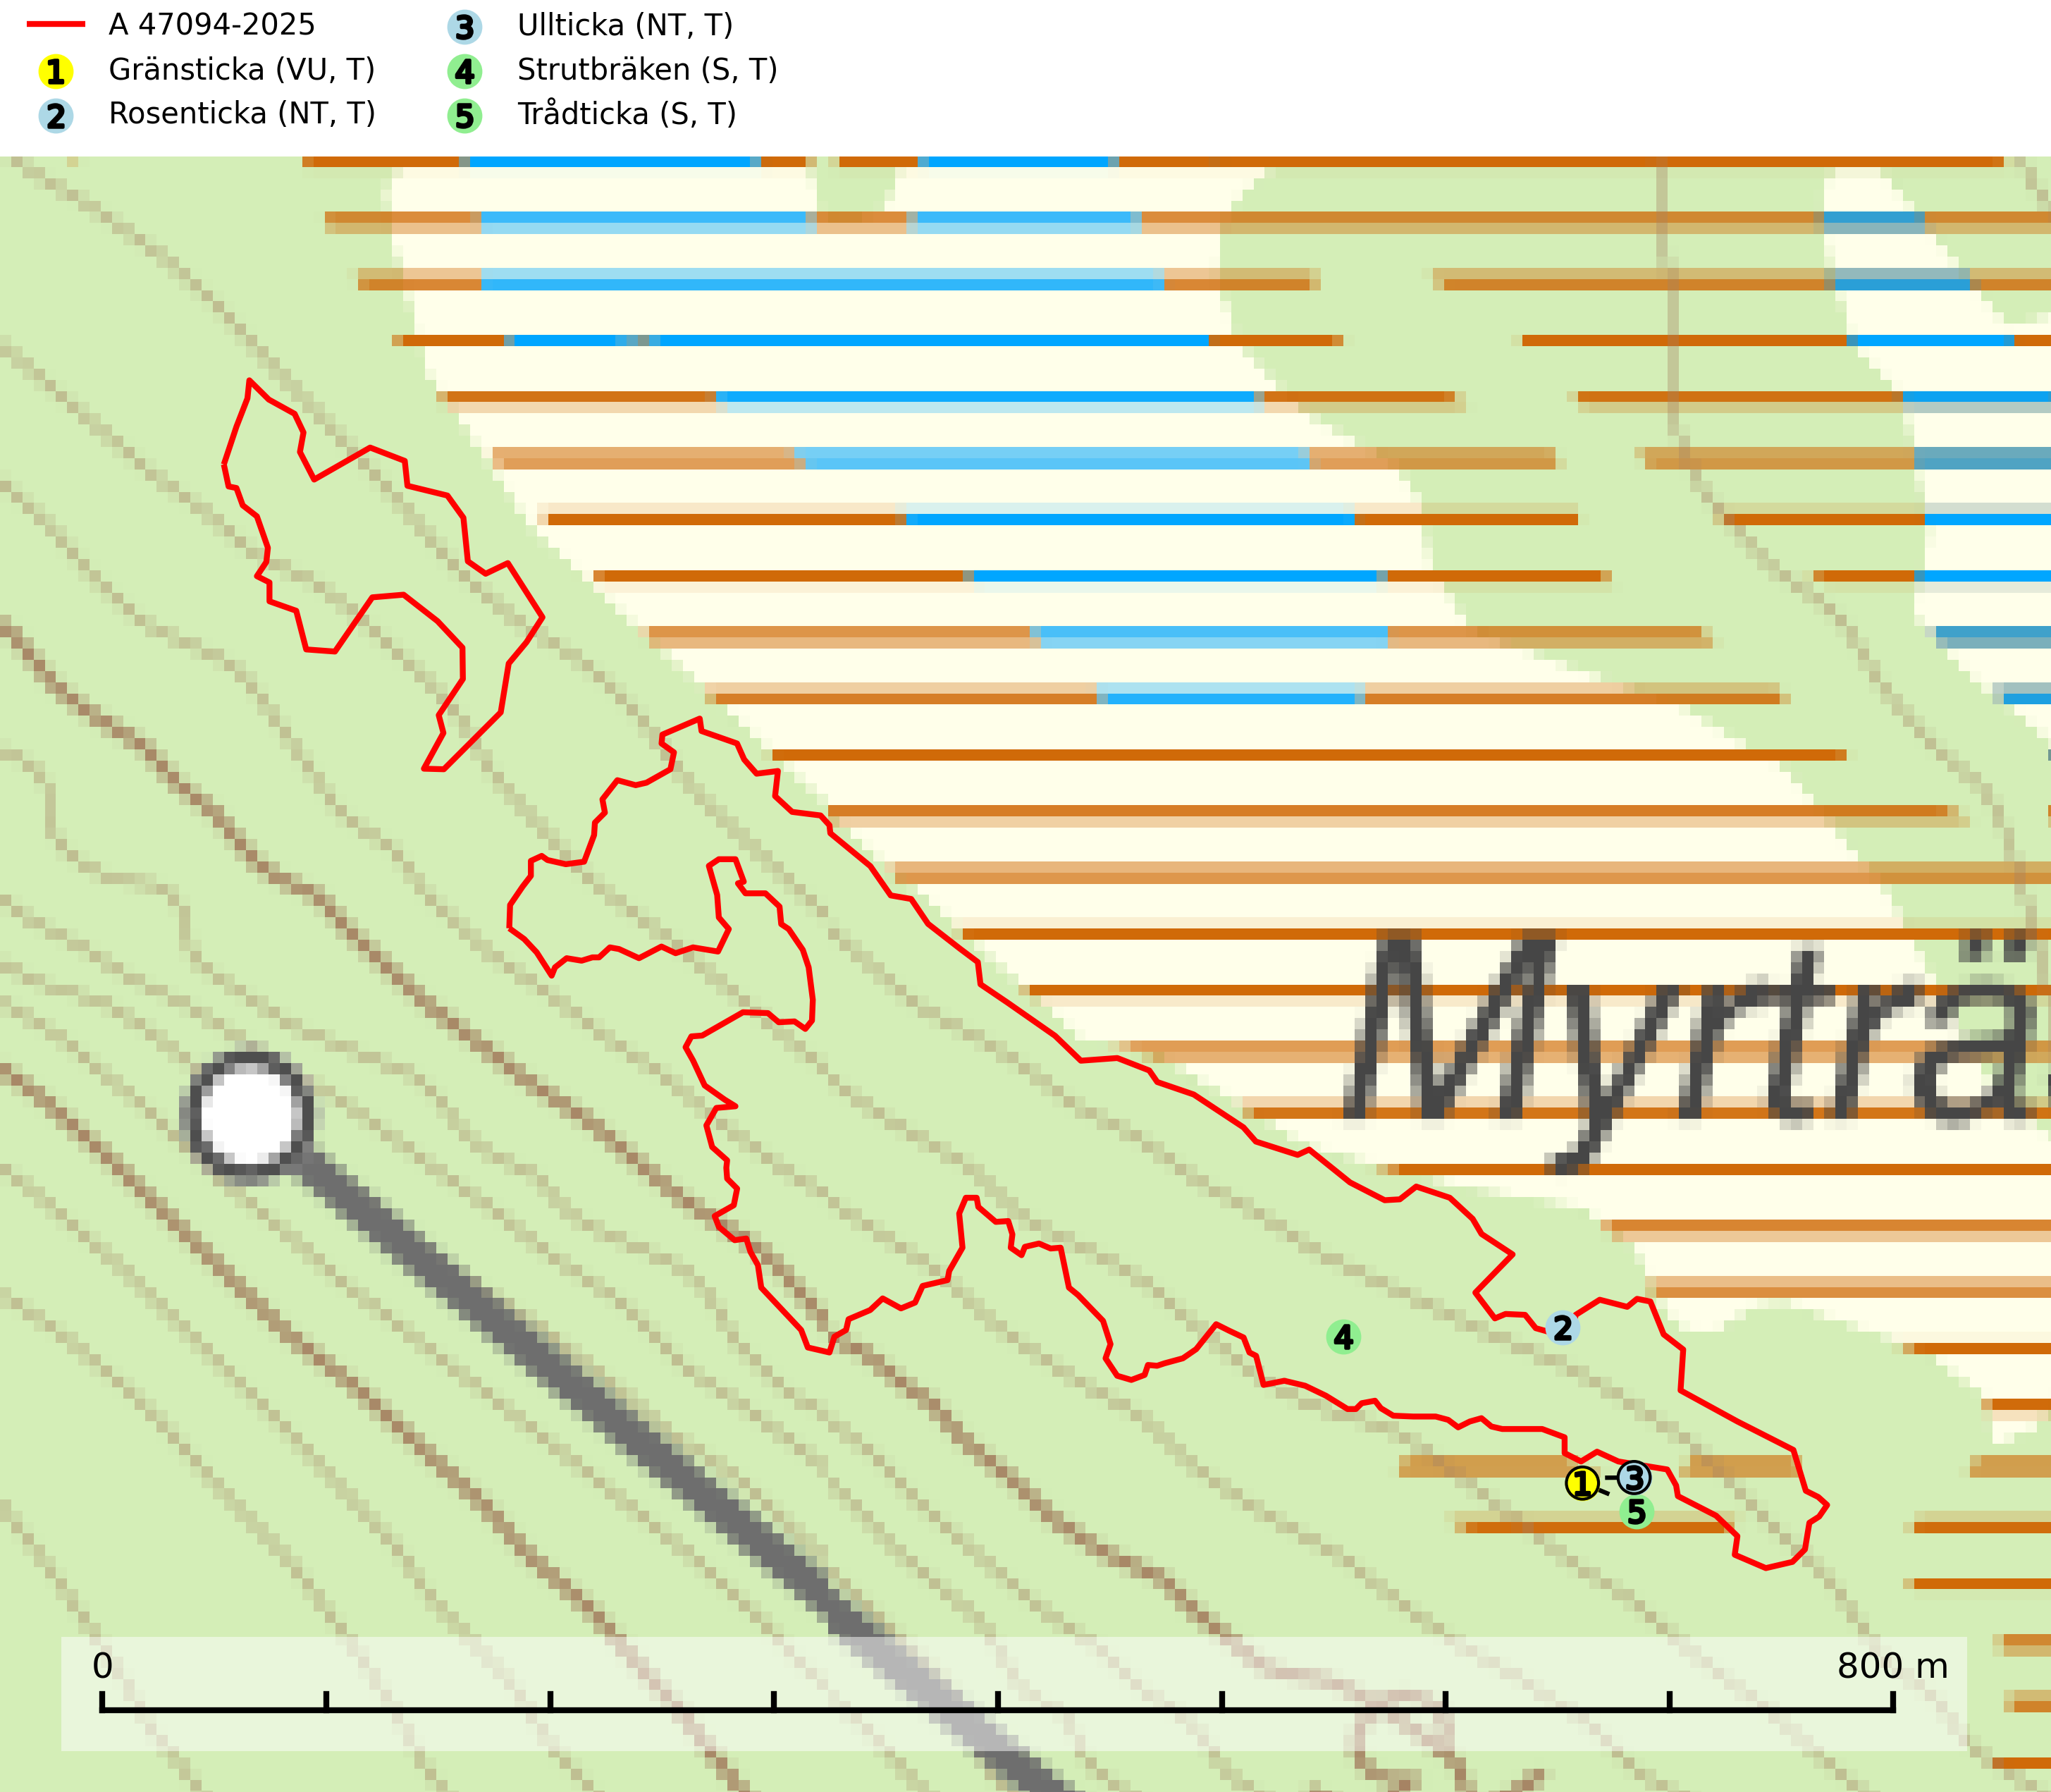 A 47094-2025
1 Gränsticka (VU, T)
2 Rosenticka (NT, T)
3 Ullticka (NT, T)
4 Strutbräken (S, T)
5 Trådticka (S, T)
Myrträ
2
4
1
3
5
0
800 m